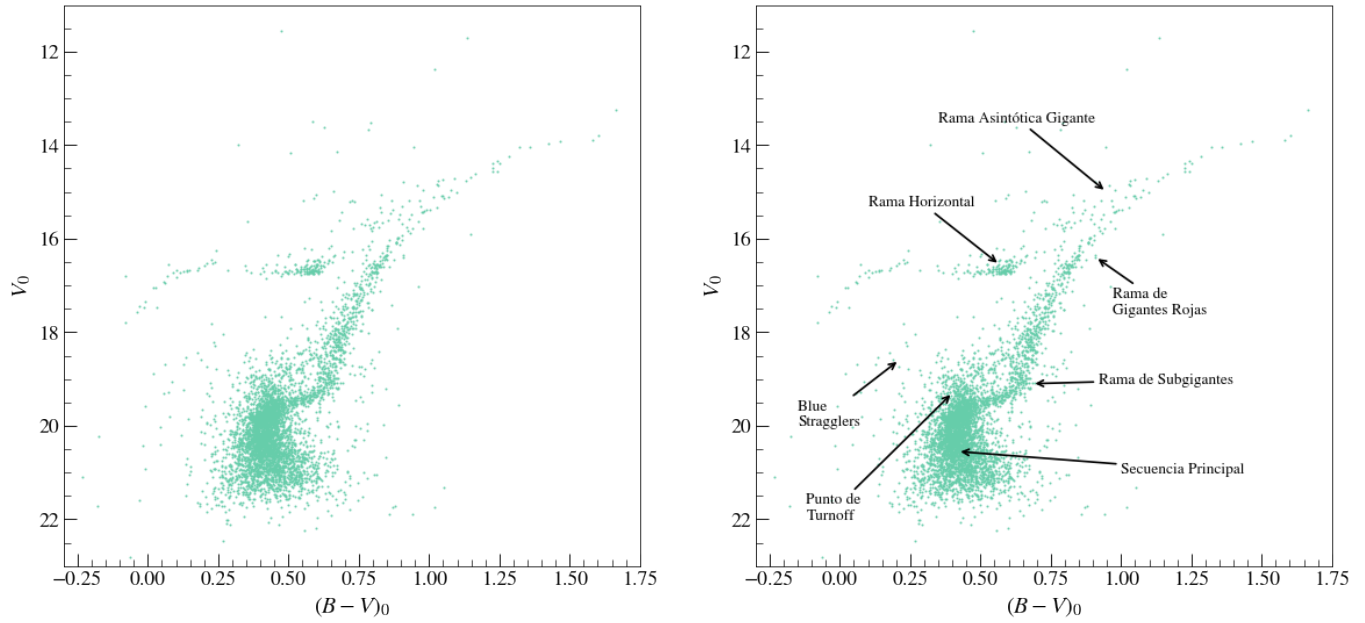 12
14
16
18
20
22
V₀
−0.25 0.00 0.25 0.50 0.75 1.00 1.25 1.50 1.75
(B − V)₀
12
14
16
18
20
22
V₀
Rama Asintótica Gigante
Rama Horizontal
Rama de
Gigantes Rojas
Rama de Subgigantes
Blue
Stragglers
Secuencia Principal
Punto de
Turnoff
−0.25 0.00 0.25 0.50 0.75 1.00 1.25 1.50 1.75
(B − V)₀